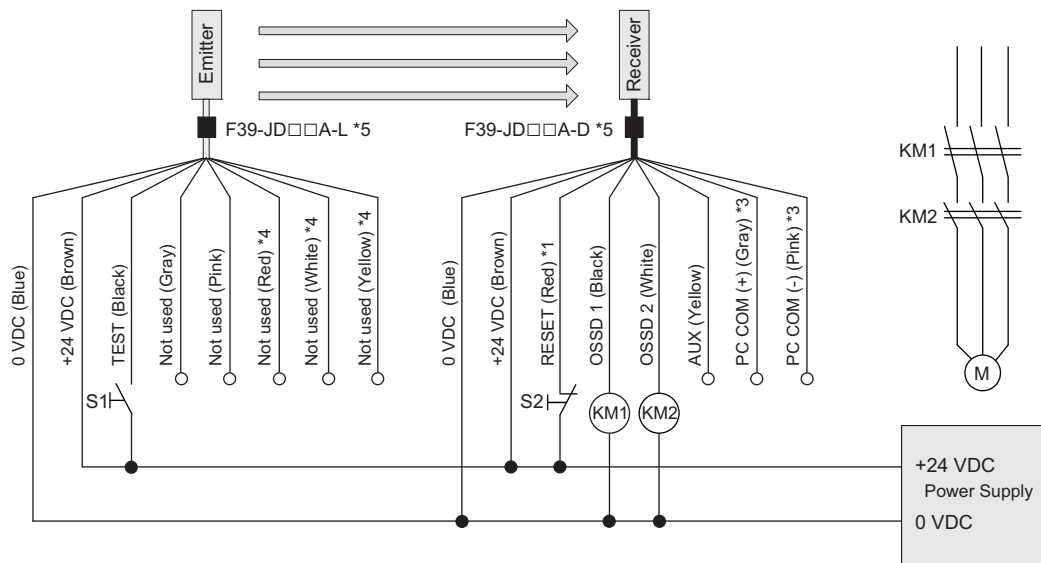 Emitter
Receiver
F39-JD□□A-L *5
F39-JD□□A-D *5
KM1
KM2
0 VDC (Blue)
+24 VDC (Brown)
TEST (Black)
Not used (Gray)
Not used (Pink)
Not used (Red) *4
Not used (White) *4
Not used (Yellow) *4
0 VDC (Blue)
+24 VDC (Brown)
RESET (Red) *1
OSSD 1 (Black)
OSSD 2 (White)
AUX (Yellow)
PC COM (+) (Gray) *3
PC COM (-) (Pink) *3
M
S1
S2
KM1
KM2
+24 VDC
Power Supply
0 VDC